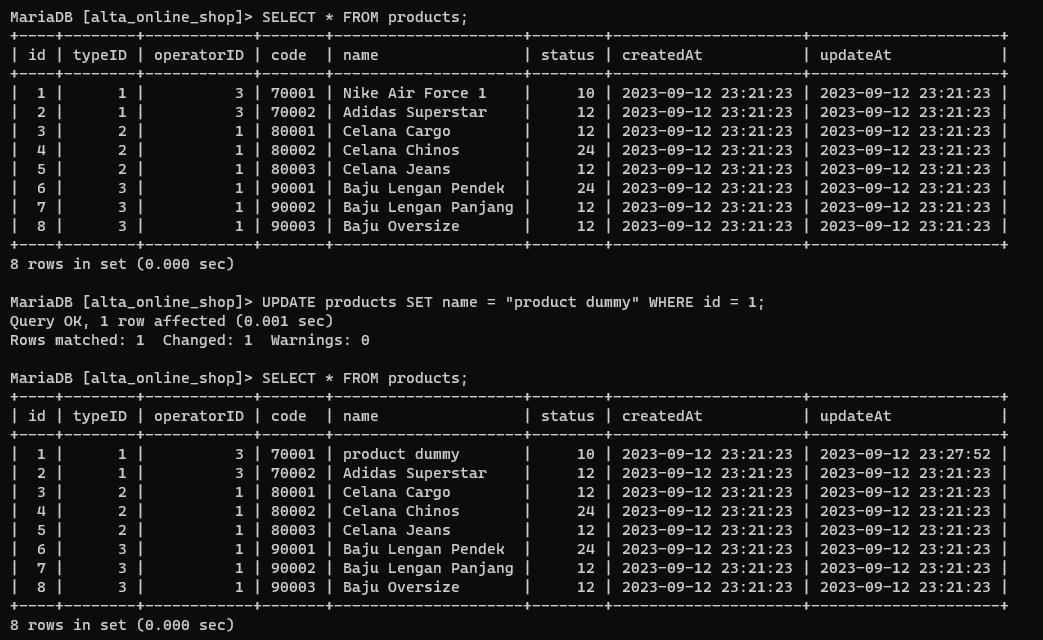 MariaDB [alta_online_shop]> SELECT * FROM products;
+----+--------+------------+-------+---------------------+--------+---------------------+---------------------+
| id | typeID | operatorID | code  | name                | status | createdAt           | updateAt            |
+----+--------+------------+-------+---------------------+--------+---------------------+---------------------+
|  1 |      1 |          3 | 70001 | Nike Air Force 1    |     10 | 2023-09-12 23:21:23 | 2023-09-12 23:21:23 |
|  2 |      1 |          3 | 70002 | Adidas Superstar    |     12 | 2023-09-12 23:21:23 | 2023-09-12 23:21:23 |
|  3 |      2 |          1 | 80001 | Celana Cargo        |     12 | 2023-09-12 23:21:23 | 2023-09-12 23:21:23 |
|  4 |      2 |          1 | 80002 | Celana Chinos       |     24 | 2023-09-12 23:21:23 | 2023-09-12 23:21:23 |
|  5 |      2 |          1 | 80003 | Celana Jeans        |     12 | 2023-09-12 23:21:23 | 2023-09-12 23:21:23 |
|  6 |      3 |          1 | 90001 | Baju Lengan Pendek  |     24 | 2023-09-12 23:21:23 | 2023-09-12 23:21:23 |
|  7 |      3 |          1 | 90002 | Baju Lengan Panjang |     12 | 2023-09-12 23:21:23 | 2023-09-12 23:21:23 |
|  8 |      3 |          1 | 90003 | Baju Oversize       |     12 | 2023-09-12 23:21:23 | 2023-09-12 23:21:23 |
+----+--------+------------+-------+---------------------+--------+---------------------+---------------------+
8 rows in set (0.000 sec)

MariaDB [alta_online_shop]> UPDATE products SET name = "product dummy" WHERE id = 1;
Query OK, 1 row affected (0.001 sec)
Rows matched: 1  Changed: 1  Warnings: 0

MariaDB [alta_online_shop]> SELECT * FROM products;
+----+--------+------------+-------+---------------------+--------+---------------------+---------------------+
| id | typeID | operatorID | code  | name                | status | createdAt           | updateAt            |
+----+--------+------------+-------+---------------------+--------+---------------------+---------------------+
|  1 |      1 |          3 | 70001 | product dummy       |     10 | 2023-09-12 23:21:23 | 2023-09-12 23:27:52 |
|  2 |      1 |          3 | 70002 | Adidas Superstar    |     12 | 2023-09-12 23:21:23 | 2023-09-12 23:21:23 |
|  3 |      2 |          1 | 80001 | Celana Cargo        |     12 | 2023-09-12 23:21:23 | 2023-09-12 23:21:23 |
|  4 |      2 |          1 | 80002 | Celana Chinos       |     24 | 2023-09-12 23:21:23 | 2023-09-12 23:21:23 |
|  5 |      2 |          1 | 80003 | Celana Jeans        |     12 | 2023-09-12 23:21:23 | 2023-09-12 23:21:23 |
|  6 |      3 |          1 | 90001 | Baju Lengan Pendek  |     24 | 2023-09-12 23:21:23 | 2023-09-12 23:21:23 |
|  7 |      3 |          1 | 90002 | Baju Lengan Panjang |     12 | 2023-09-12 23:21:23 | 2023-09-12 23:21:23 |
|  8 |      3 |          1 | 90003 | Baju Oversize       |     12 | 2023-09-12 23:21:23 | 2023-09-12 23:21:23 |
+----+--------+------------+-------+---------------------+--------+---------------------+---------------------+
8 rows in set (0.000 sec)